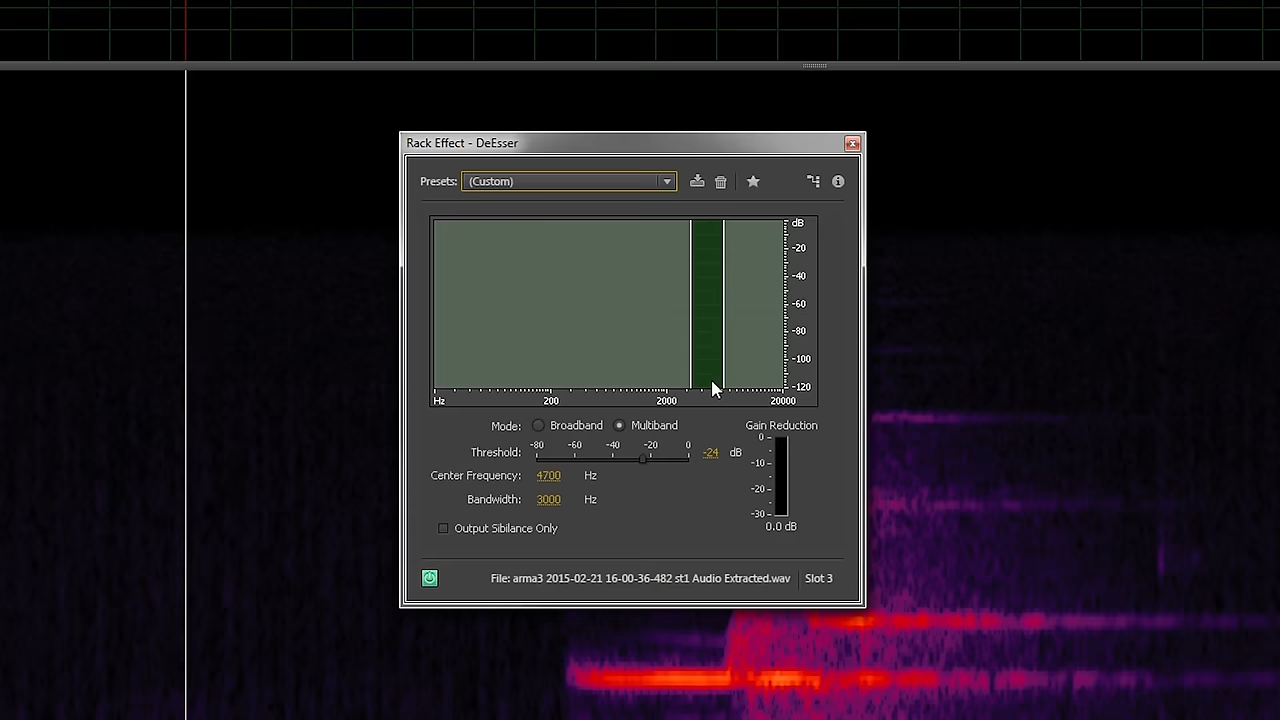 Rack Effect - DeEsser
Presets: (Custom)
dB
-20
-40
-60
-80
-100
-120
Hz 200 2000 20000
Mode: Broadband Multiband
Gain Reduction
-80 -60 -40 -20 0
Threshold: -24 dB
Center Frequency: 4700 Hz
Bandwidth: 3000 Hz
0
-10
-20
-30
0.0 dB
Output Sibilance Only
File: arma3 2015-02-21 16-00-36-482 st1 Audio Extracted.wav Slot 3